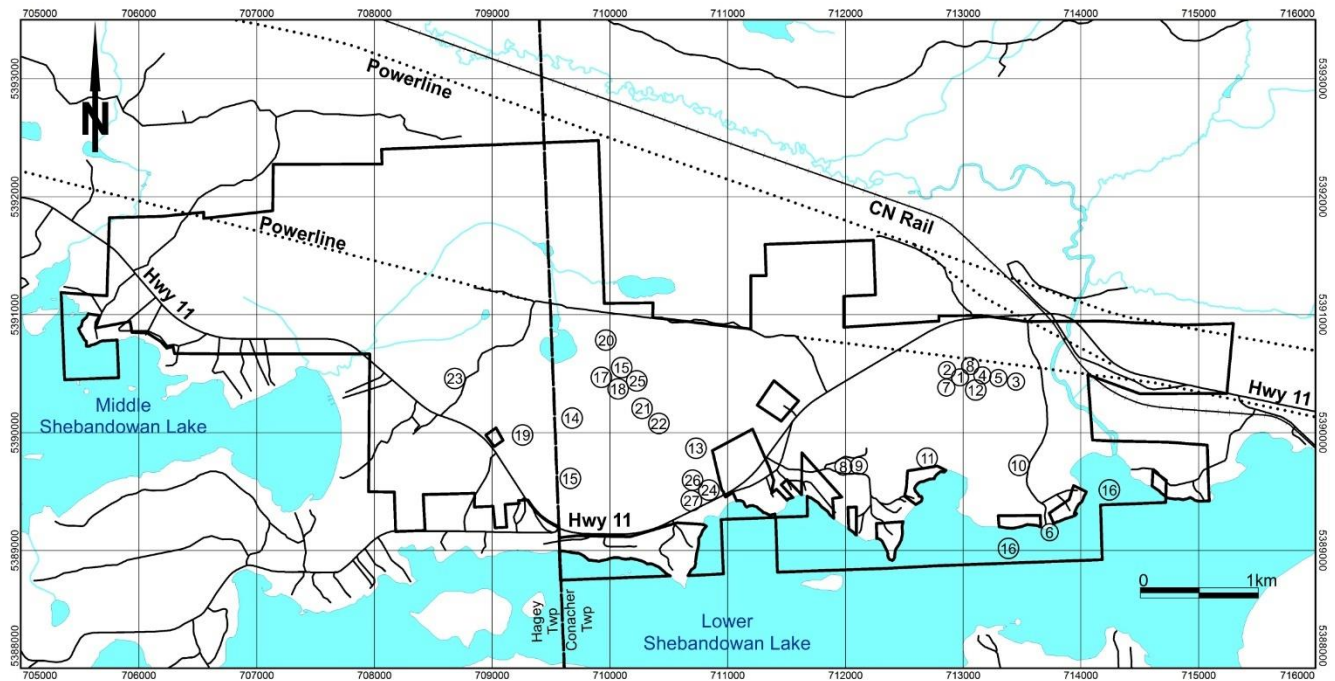 705000 706000 707000 708000 709000 710000 711000 712000 713000 714000 715000 716000
5393000
5393000
N
Powerline
5392000
5392000
CN Rail
Powerline
Hwy 11
5391000
5391000
20
15
17
25
18
23
2
8
1
4
5
3
7
12
Hwy 11
21
22
14
Middle
Shebandowan Lake
5390000
5390000
19
13
15
8
9
11
10
26
24
27
16
Hwy 11
6
16
5389000
5389000
0 1km
Hagey
Twp
Conacher
Twp
Lower
Shebandowan Lake
5388000
5388000
705000 706000 707000 708000 709000 710000 711000 712000 713000 714000 715000 716000